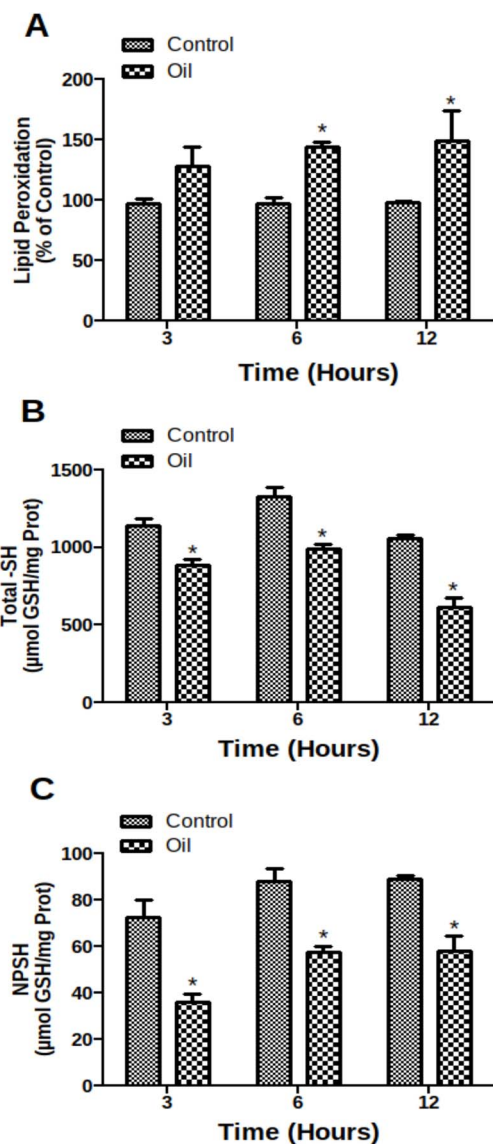 A
Control
Oil
200
150
100
50
0
Lipid Peroxidation
(% of Control)
*
*
3
6
12
Time (Hours)
B
Control
Oil
1500
1000
500
0
Total -SH
(µmol GSH/mg Prot)
*
*
*
3
6
12
Time (Hours)
C
Control
Oil
100
80
60
40
20
0
NPSH
(µmol GSH/mg Prot)
*
*
*
3
6
12
Time (Hours)